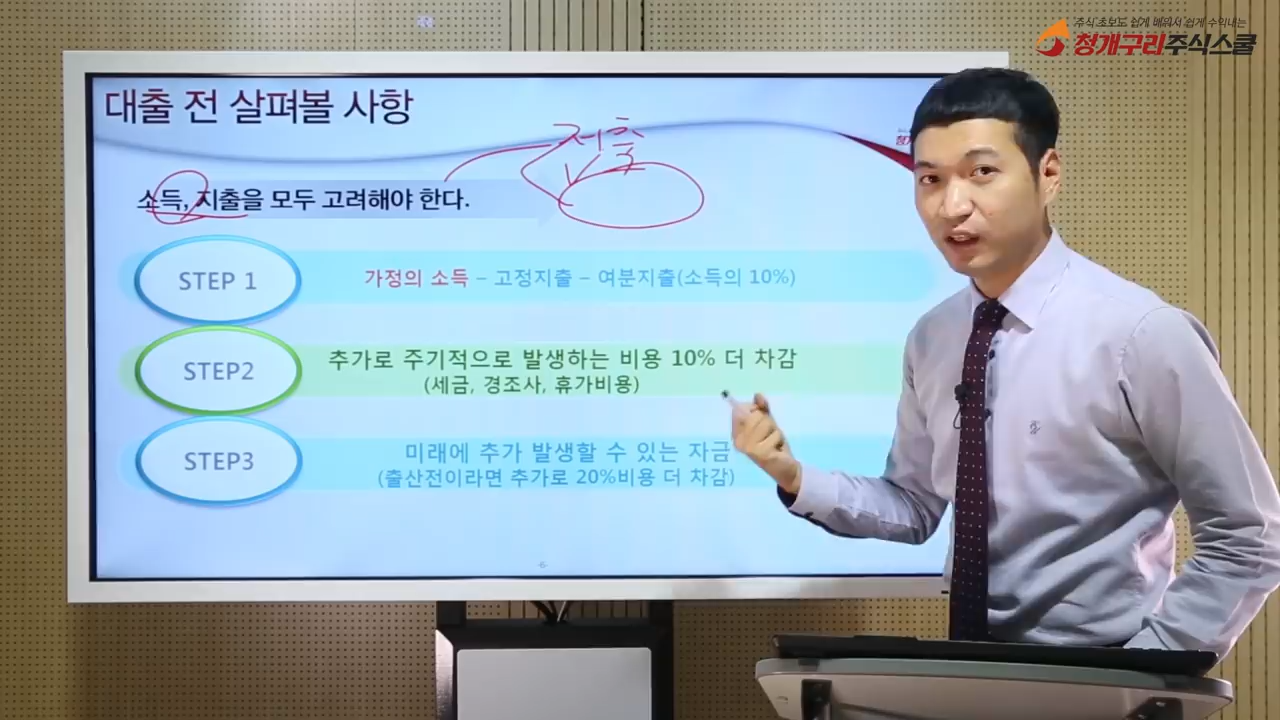 주식 초보도 쉽게 배워서 쉽게 수익내는
청개구리주식스쿨
대출 전 살펴볼 사항
저축
소득, 지출을 모두 고려해야 한다.
STEP 1
가정의 소득 – 고정지출 – 여분지출(소득의 10%)
STEP2
추가로 주기적으로 발생하는 비용 10% 더 차감
(세금, 경조사, 휴가비용)
STEP3
미래에 추가 발생할 수 있는 자금
(출산전이라면 추가로 20%비용 더 차감)
6